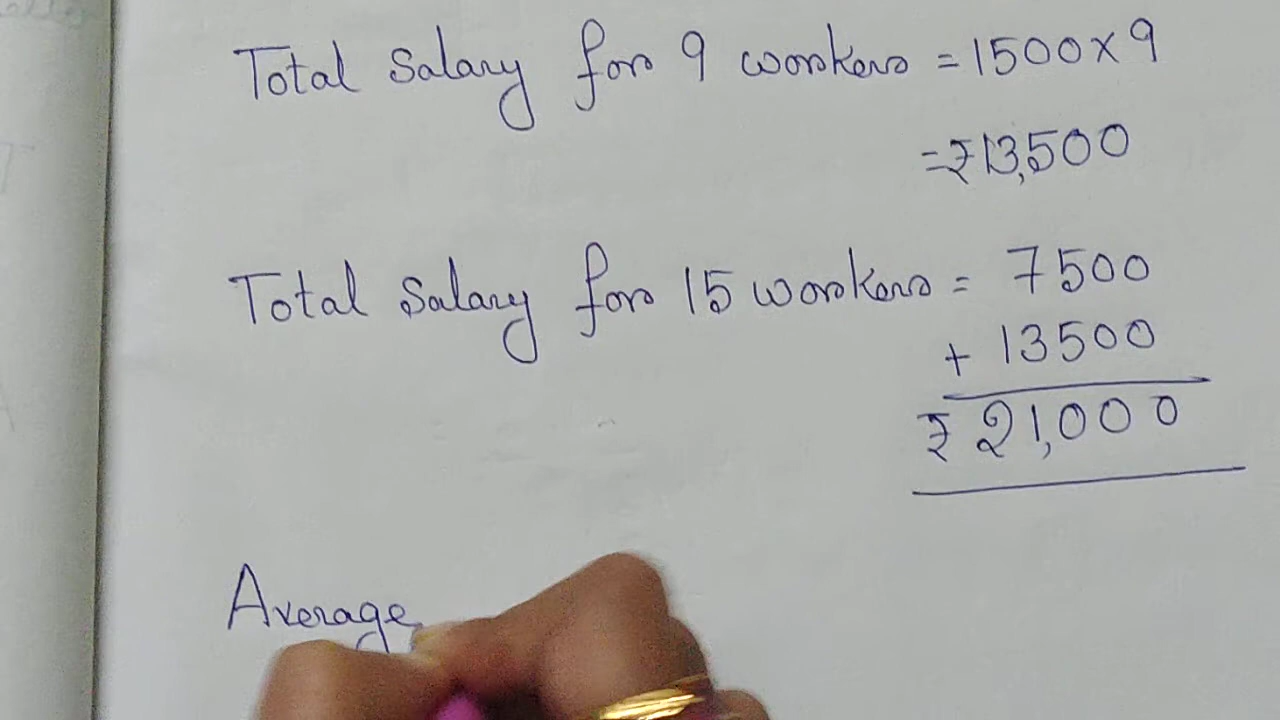 Total Salary for 9 workers = 1500 × 9
= ₹13,500
Total Salary for 15 workers = 7500
+ 13500
₹ 21,000
Average